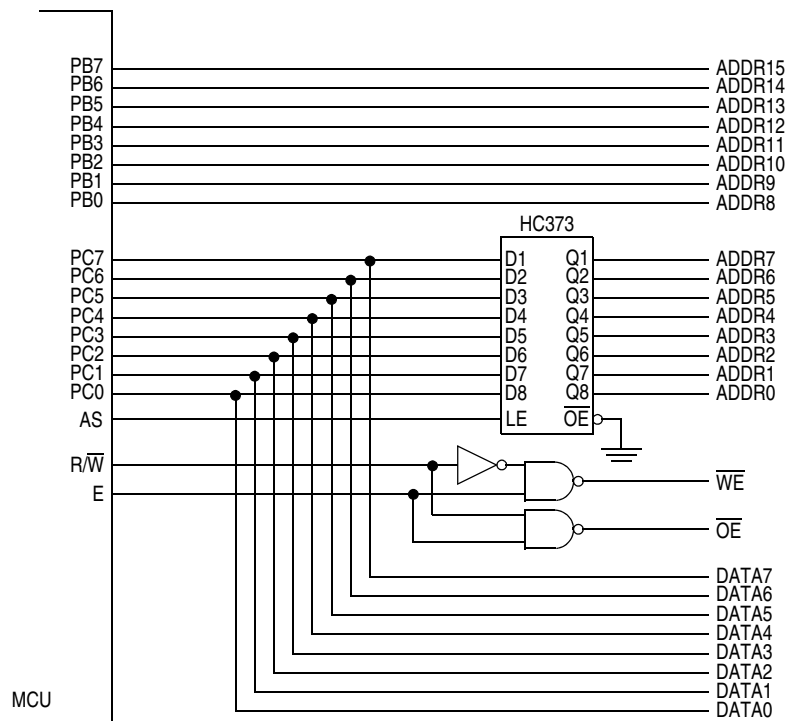 PB7 ADDR15
PB6 ADDR14
PB5 ADDR13
PB4 ADDR12
PB3 ADDR11
PB2 ADDR10
PB1 ADDR9
PB0 ADDR8
HC373
PC7 D1 Q1 ADDR7
PC6 D2 Q2 ADDR6
PC5 D3 Q3 ADDR5
PC4 D4 Q4 ADDR4
PC3 D5 Q5 ADDR3
PC2 D6 Q6 ADDR2
PC1 D7 Q7 ADDR1
PC0 D8 Q8 ADDR0
AS LE O̅E̅
R/W̅
W̅E̅
E
O̅E̅
DATA7
DATA6
DATA5
DATA4
DATA3
DATA2
MCU DATA1
DATA0